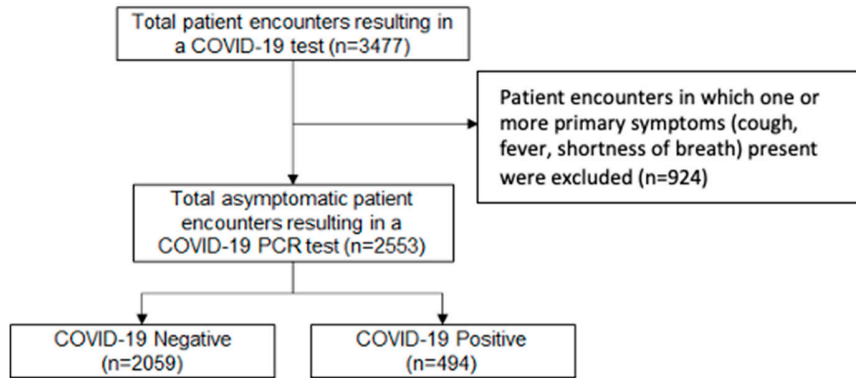 Total patient encounters resulting in
a COVID-19 test (n=3477)
Patient encounters in which one or
more primary symptoms (cough,
fever, shortness of breath) present
were excluded (n=924)
Total asymptomatic patient
encounters resulting in a
COVID-19 PCR test (n=2553)
COVID-19 Negative
(n=2059)
COVID-19 Positive
(n=494)